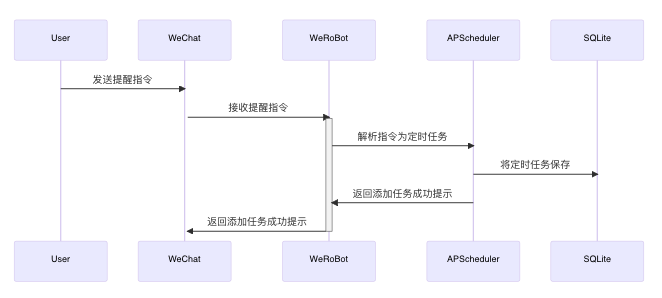 User
WeChat
WeRoBot
APScheduler
SQLite
发送提醒指令
接收提醒指令
解析指令为定时任务
将定时任务保存
返回添加任务成功提示
返回添加任务成功提示
User
WeChat
WeRoBot
APScheduler
SQLite